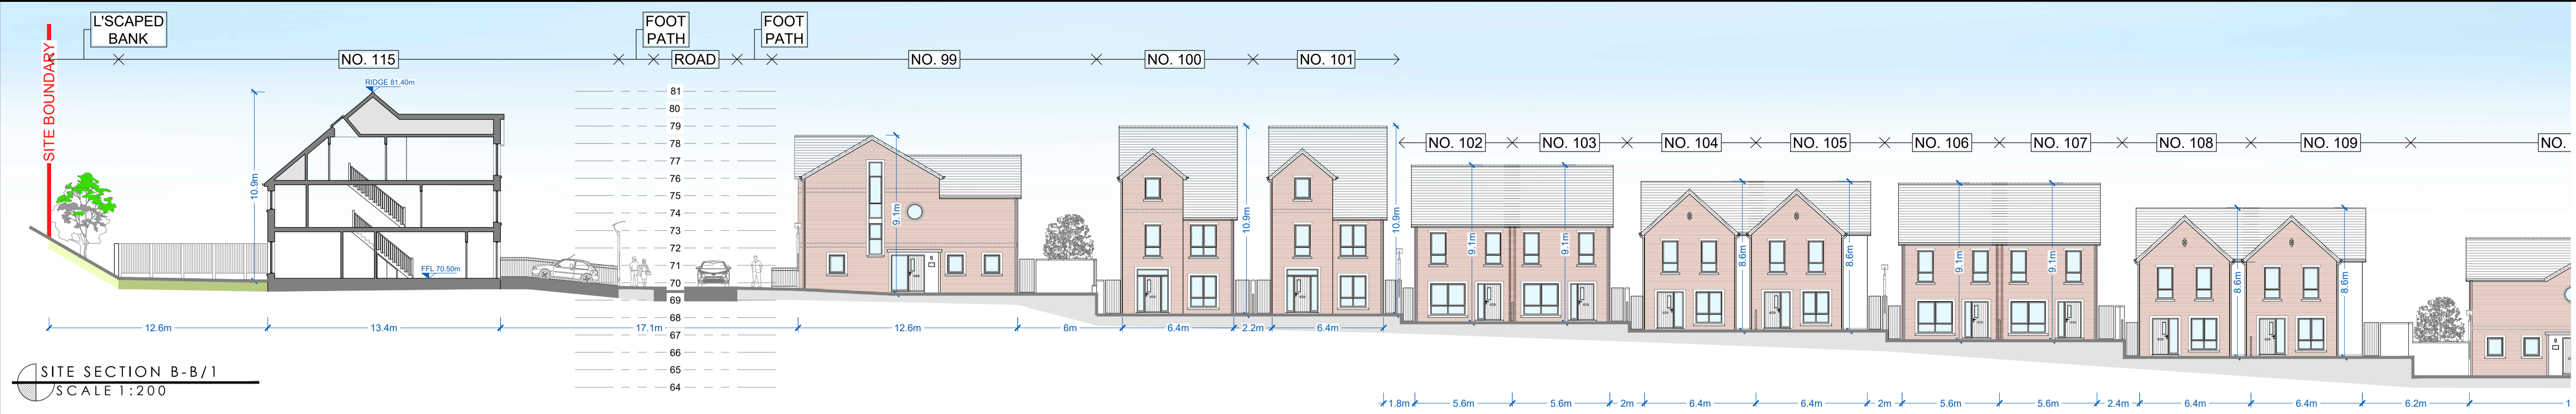 L'SCAPED
BANK
SITE BOUNDARY
NO. 115
FOOT
PATH
ROAD
FOOT
PATH
NO. 99
NO. 100
NO. 101
NO. 102
NO. 103
NO. 104
NO. 105
NO. 106
NO. 107
NO. 108
NO. 109
NO.
RIDGE 81.40m
10.9m
FFL 70.50m
81
80
79
78
77
76
75
74
73
72
71
70
69
68
67
66
65
64
9.1m
10.9m
10.9m
9.1m
9.1m
8.6m
8.6m
9.1m
9.1m
8.6m
8.6m
12.6m
13.4m
17.1m
12.6m
6m
6.4m
2.2m
6.4m
1.8m
5.6m
5.6m
2m
6.4m
6.4m
2m
5.6m
5.6m
2.4m
6.4m
6.4m
6.2m
SITE SECTION B-B/1
SCALE 1:200